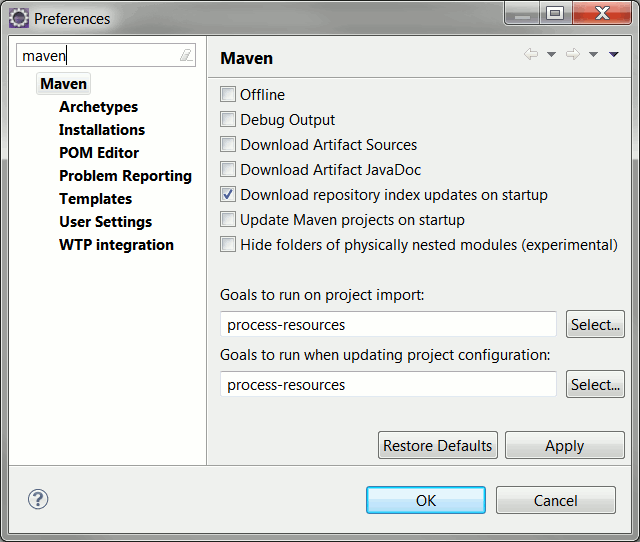 Preferences
maven
Maven
Archetypes
Installations
POM Editor
Problem Reporting
Templates
User Settings
WTP integration
Maven
Offline
Debug Output
Download Artifact Sources
Download Artifact JavaDoc
Download repository index updates on startup
Update Maven projects on startup
Hide folders of physically nested modules (experimental)
Goals to run on project import:
process-resources
Select...
Goals to run when updating project configuration:
process-resources
Select...
Restore Defaults
Apply
?
OK
Cancel